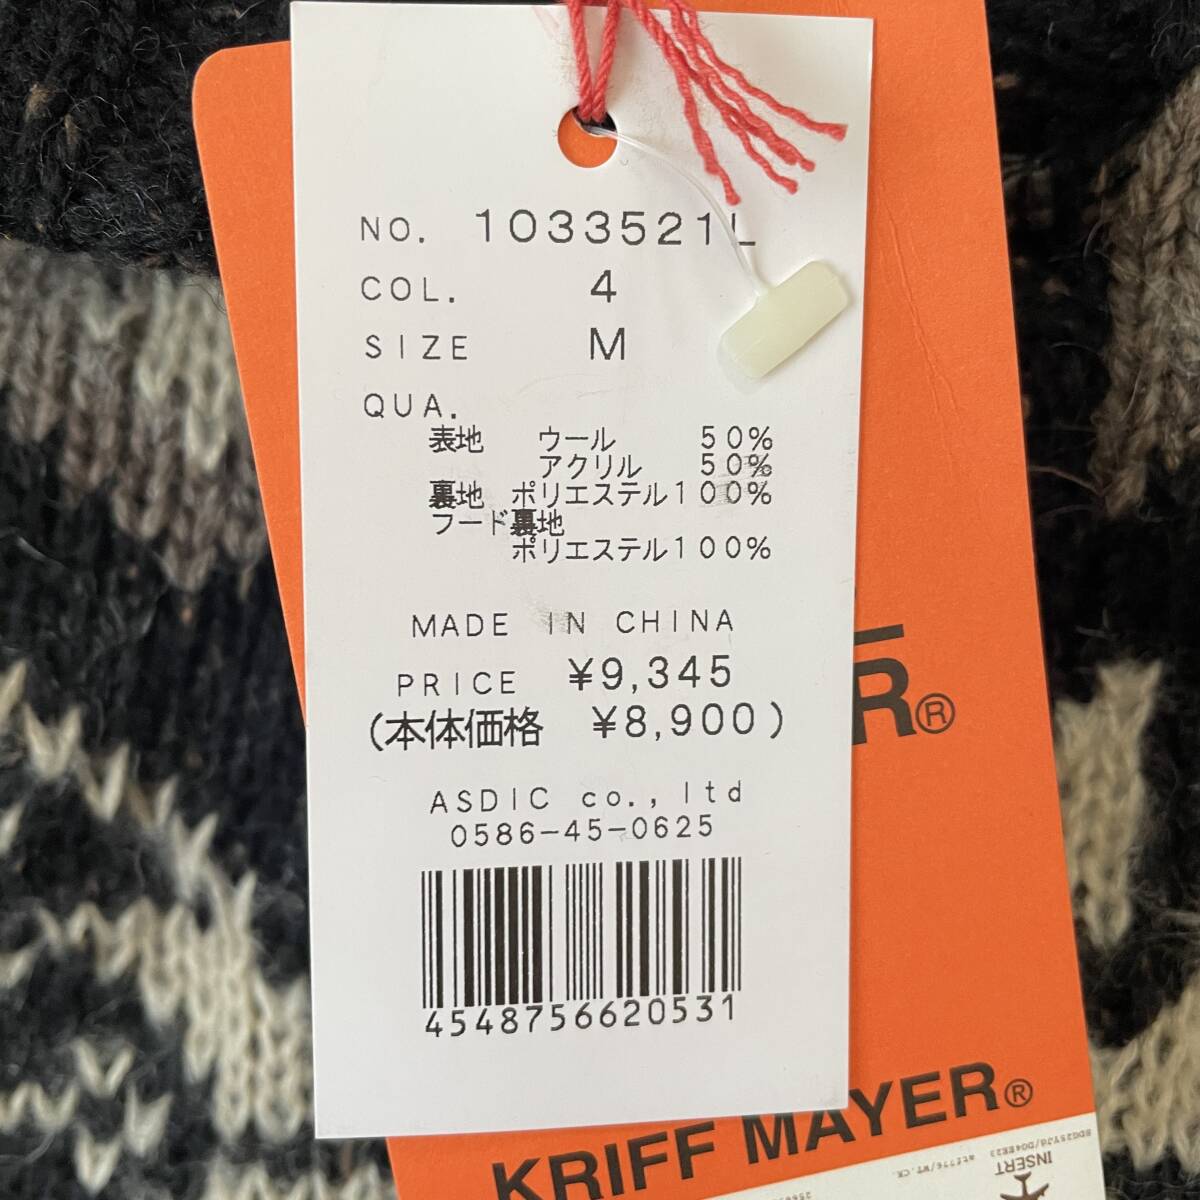 NO. 1033521L
COL. 4
SIZE M
QUA.
表地 ウール 50%
アクリル 50%
裏地 ポリエステル100%
フード裏地
ポリエステル100%
MADE IN CHINA
PRICE ¥9,345
(本体価格 ¥8,900)
ASDIC co.,ltd
0586-45-0625
4548756620531
R®
KRIFF MAYER®
INSERT